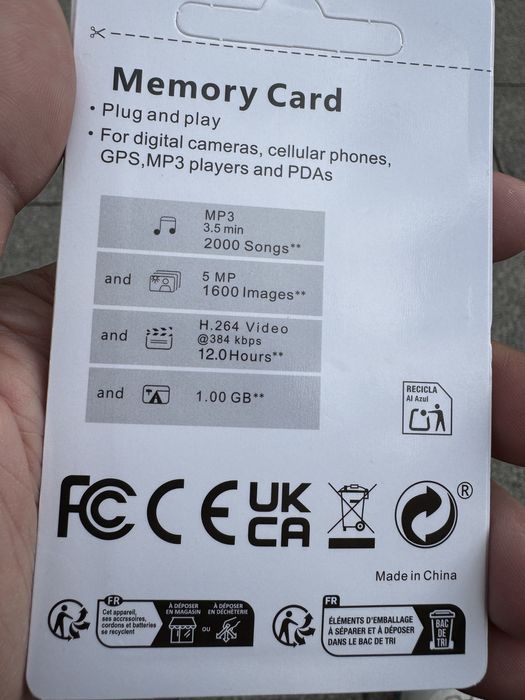 Memory Card
• Plug and play
• For digital cameras, cellular phones,
GPS,MP3 players and PDAs
MP3
3.5 min
2000 Songs**
and
5 MP
1600 Images**
and
H.264 Video
@384 kbps
12.0Hours**
and
1.00 GB**
RECICLA
Al Azul
FC CE UK
CA
®
Made in China
FR
Cet appareil,
ses accrssoires,
cordons et batteries
se recyclent
À DÉPOSER
EN MAGASIN
OU
À DÉPOSER
EN DÉCHÈTERIE
FR
ÉLÉMENTS D'EMBALLAGE
À SÉPARER ET À DÉPOSER
DANS LE BAC DE TRI
BAC
DE
TRI